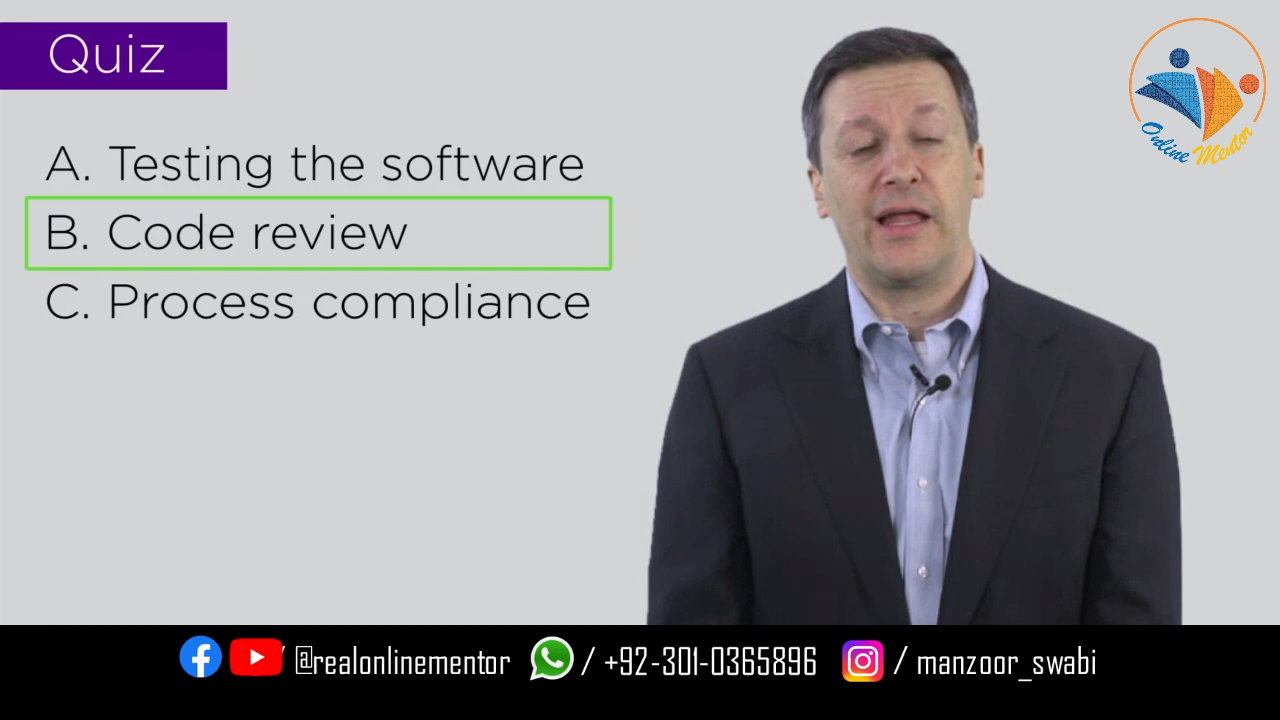 Quiz
A. Testing the software
B. Code review
C. Process compliance
Online Mentor
/ @realonlinementor / +92-301-0365896 / manzoor_swabi